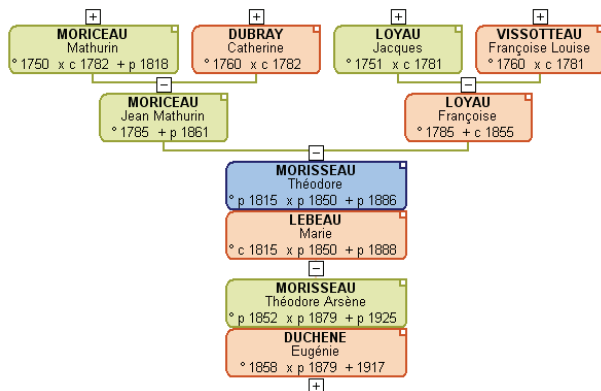 MORICEAU
Mathurin
° 1750 x c 1782 + p 1818
DUBRAY
Catherine
° 1760 x c 1782
LOYAU
Jacques
° 1751 x c 1781
VISSOTTEAU
Françoise Louise
° 1760 x c 1781
MORICEAU
Jean Mathurin
° 1785 + p 1861
LOYAU
Françoise
° 1785 + c 1855
MORISSEAU
Théodore
° p 1815 x p 1850 + p 1886
LEBEAU
Marie
° c 1815 x p 1850 + p 1888
MORISSEAU
Théodore Arsène
° p 1852 x p 1879 + p 1925
DUCHENE
Eugénie
° 1858 x p 1879 + 1917